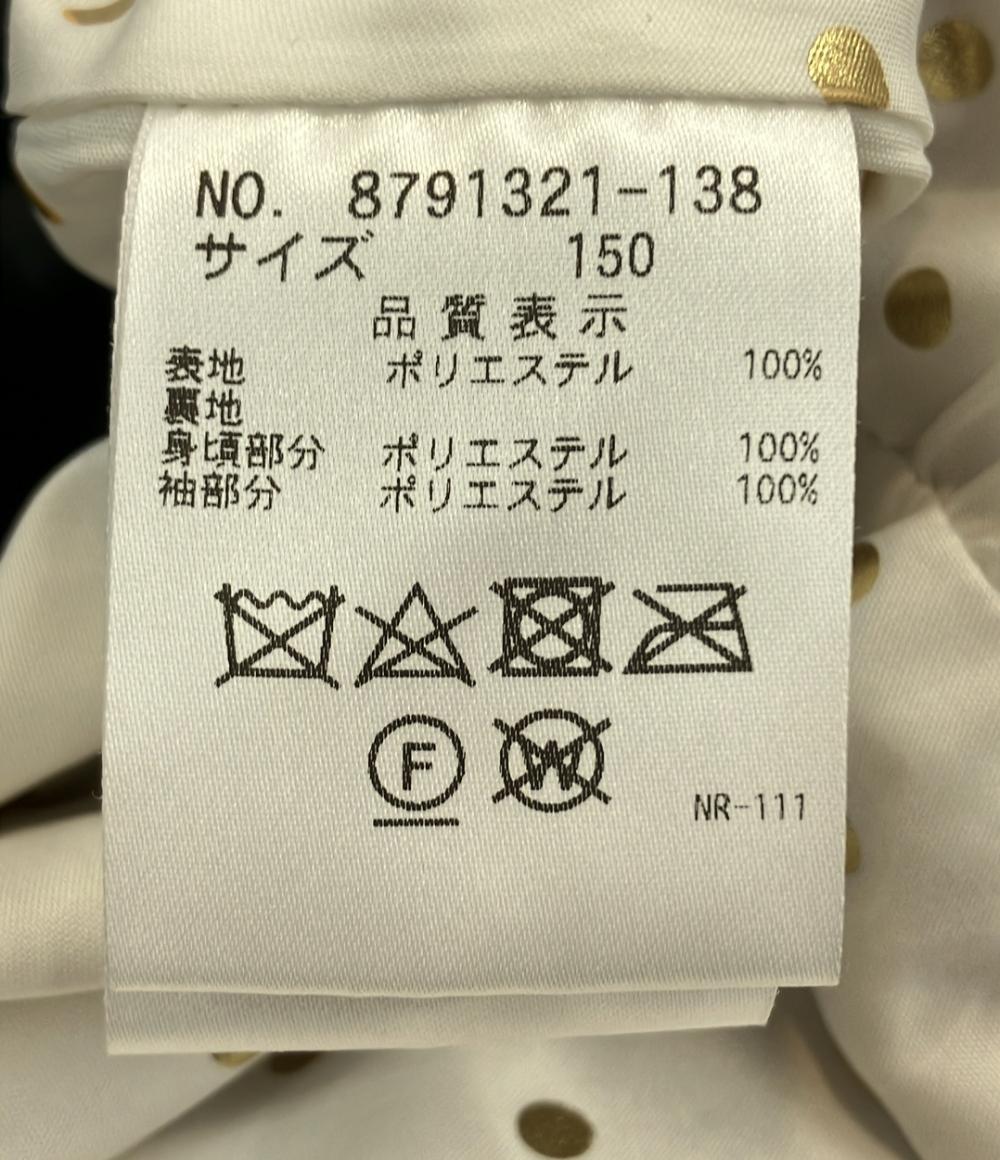 NO. 8791321-138
サイズ 150
品質表示
表地 ポリエステル 100%
裏地
身頃部分 ポリエステル 100%
袖部分 ポリエステル 100%
F W
NR-111